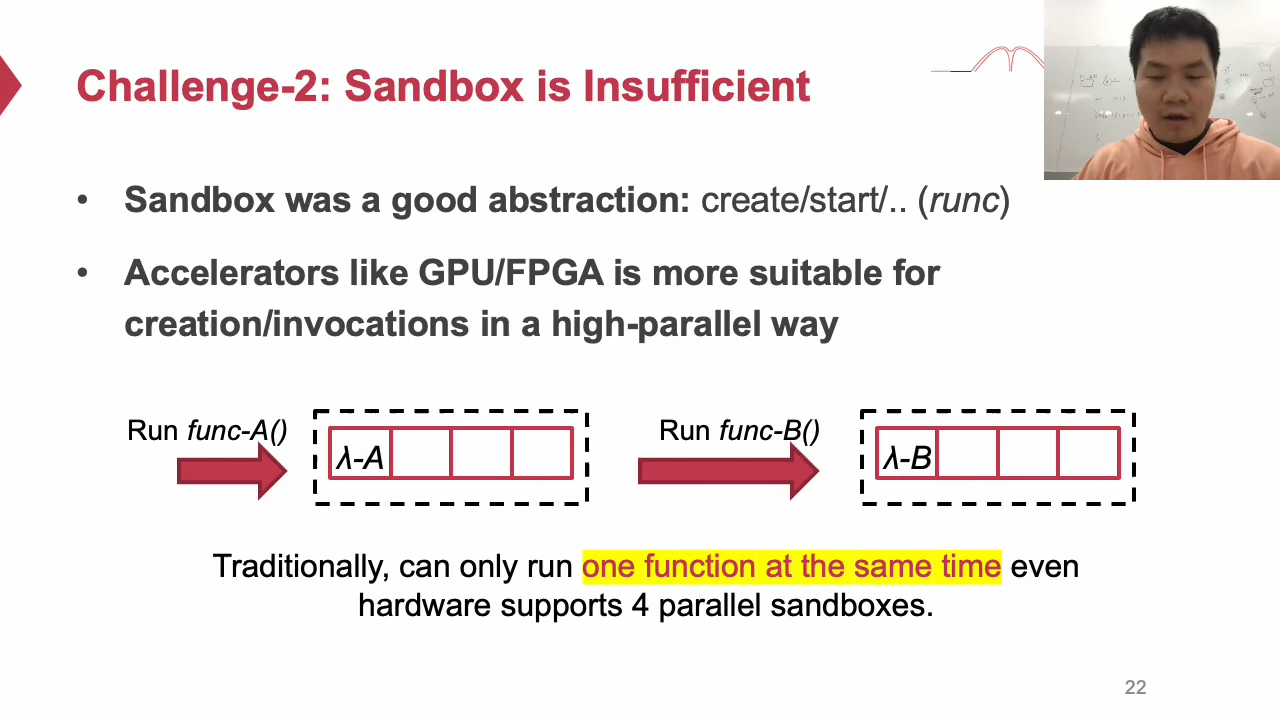 Challenge-2: Sandbox is Insufficient
• Sandbox was a good abstraction: create/start/.. (runc)
• Accelerators like GPU/FPGA is more suitable for
creation/invocations in a high-parallel way
Run func-A()
λ-A
Run func-B()
λ-B
Traditionally, can only run one function at the same time even
hardware supports 4 parallel sandboxes.
22